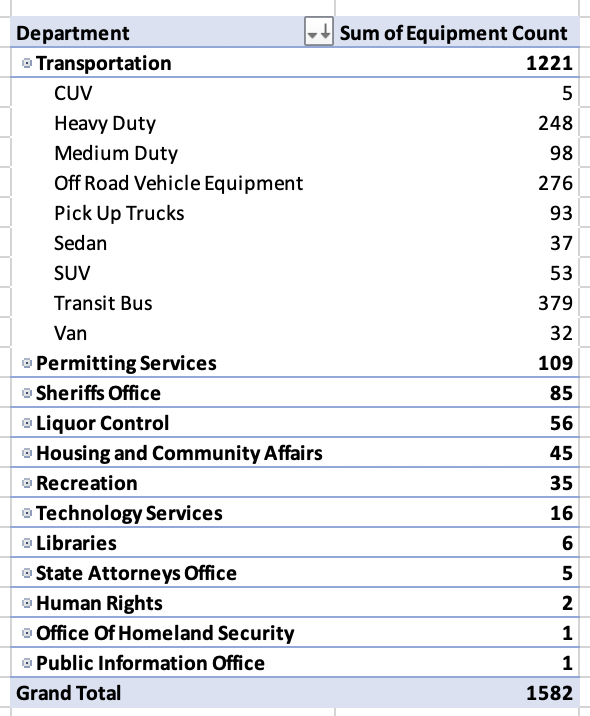 Department Sum of Equipment Count
Transportation 1221
CUV 5
Heavy Duty 248
Medium Duty 98
Off Road Vehicle Equipment 276
Pick Up Trucks 93
Sedan 37
SUV 53
Transit Bus 379
Van 32
Permitting Services 109
Sheriffs Office 85
Liquor Control 56
Housing and Community Affairs 45
Recreation 35
Technology Services 16
Libraries 6
State Attorneys Office 5
Human Rights 2
Office Of Homeland Security 1
Public Information Office 1
Grand Total 1582